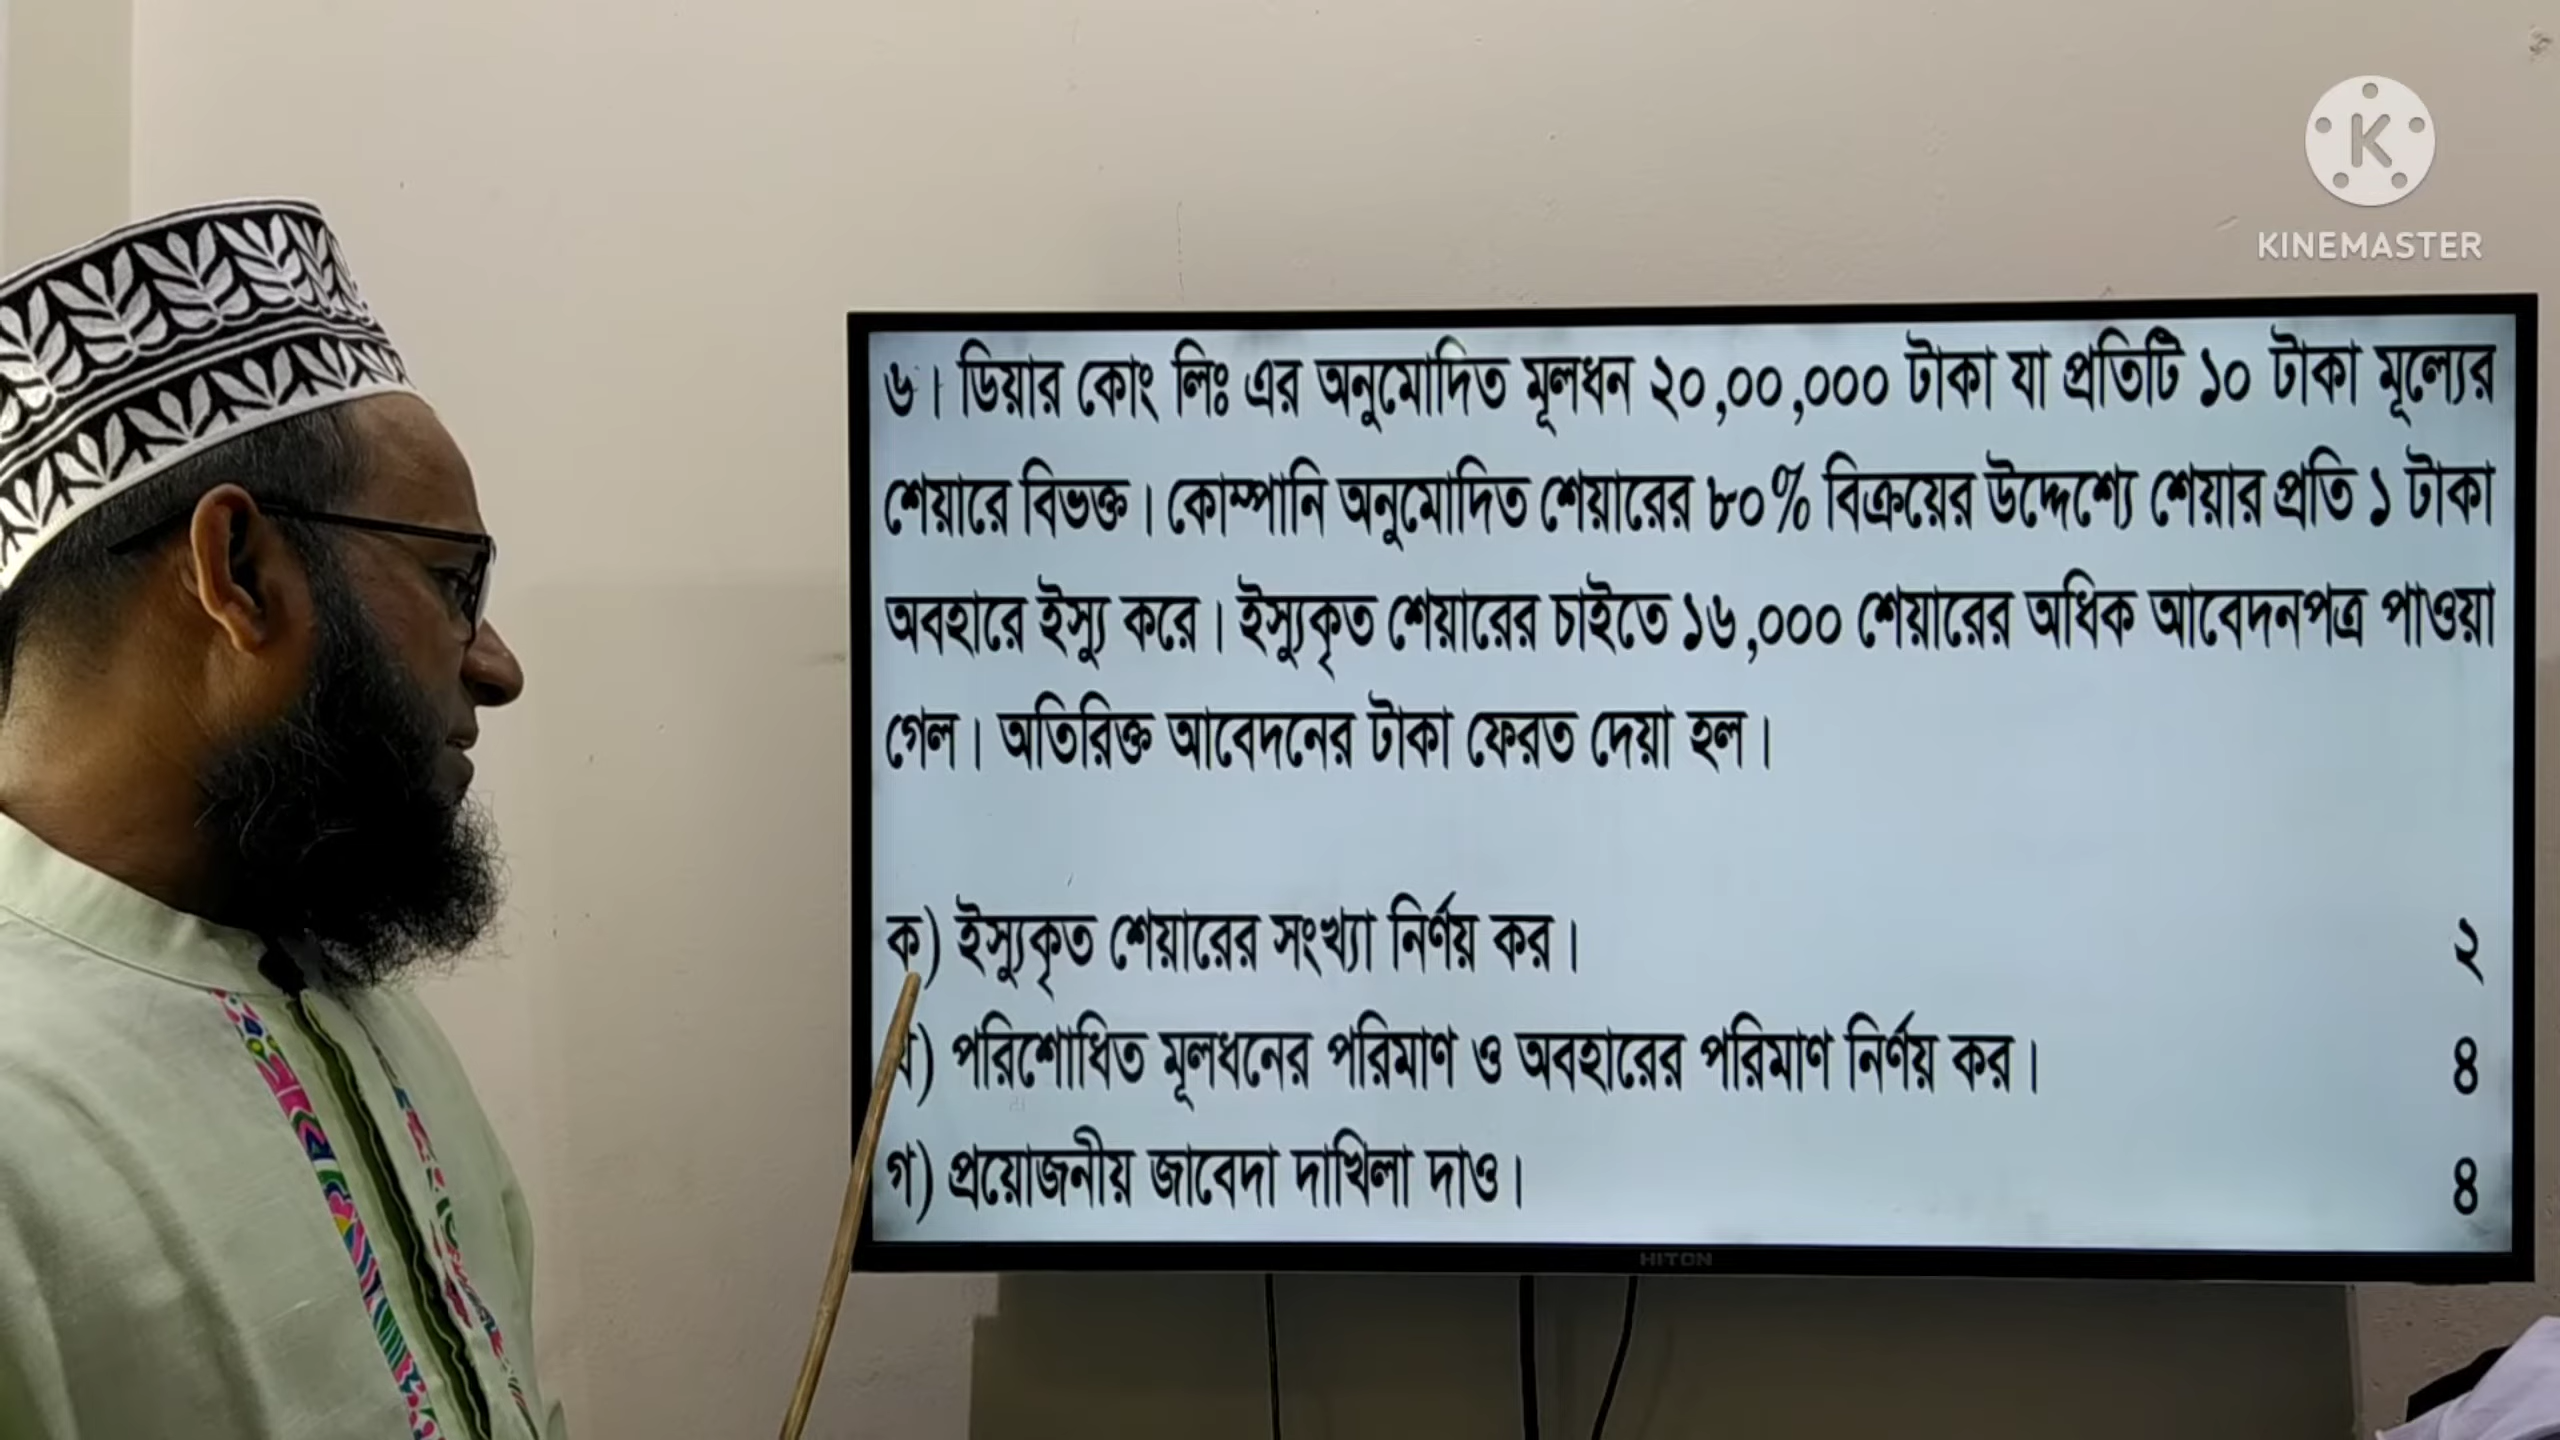 K
KINEMASTER
৬। ডিয়ার কোং লিঃ এর অনুমোদিত মূলধন ২০,০০,০০০ টাকা যা প্রতিটি ১০ টাকা মূল্যের
শেয়ারে বিভক্ত। কোম্পানি অনুমোদিত শেয়ারের ৮০% বিক্রয়ের উদ্দেশ্যে শেয়ার প্রতি ১ টাকা
অবহারে ইস্যু করে। ইস্যুকৃত শেয়ারের চাইতে ১৬,০০০ শেয়ারের অধিক আবেদনপত্র পাওয়া
গেল। অতিরিক্ত আবেদনের টাকা ফেরত দেয়া হল।
ক) ইস্যুকৃত শেয়ারের সংখ্যা নির্ণয় কর। ২
খ) পরিশোধিত মূলধনের পরিমাণ ও অবহারের পরিমাণ নির্ণয় কর। ৪
গ) প্রয়োজনীয় জাবেদা দাখিলা দাও। ৪
HITON